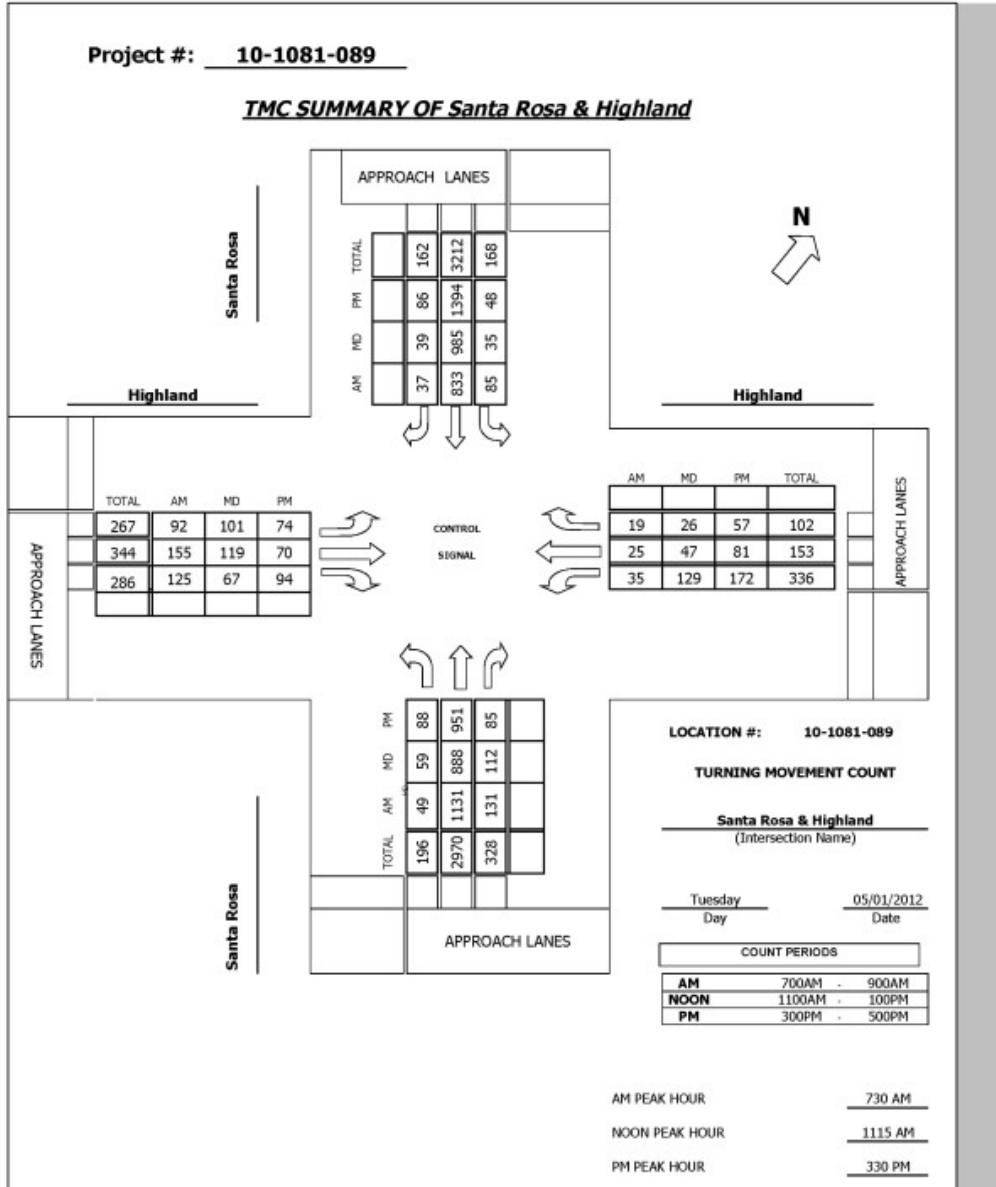 Project #: 10-1081-089
TMC SUMMARY OF Santa Rosa & Highland
APPROACH LANES
N
Santa Rosa
TOTAL 162 3212 168
PM 86 1394 48
MD 39 985 35
AM 37 833 85
Highland
Highland
TOTAL AM MD PM
267 92 101 74
344 155 119 70
286 125 67 94
APPROACH LANES
CONTROL
SIGNAL
AM MD PM TOTAL
19 26 57 102
25 47 81 153
35 129 172 336
APPROACH LANES
PM 88 951 85
MD 59 888 112
AM 49 1131 131
TOTAL 196 2970 328
Santa Rosa
APPROACH LANES
LOCATION #: 10-1081-089
TURNING MOVEMENT COUNT
Santa Rosa & Highland
(Intersection Name)
Tuesday 05/01/2012
Day Date
COUNT PERIODS
AM 700AM - 900AM
NOON 1100AM - 100PM
PM 300PM - 500PM
AM PEAK HOUR 730 AM
NOON PEAK HOUR 1115 AM
PM PEAK HOUR 330 PM